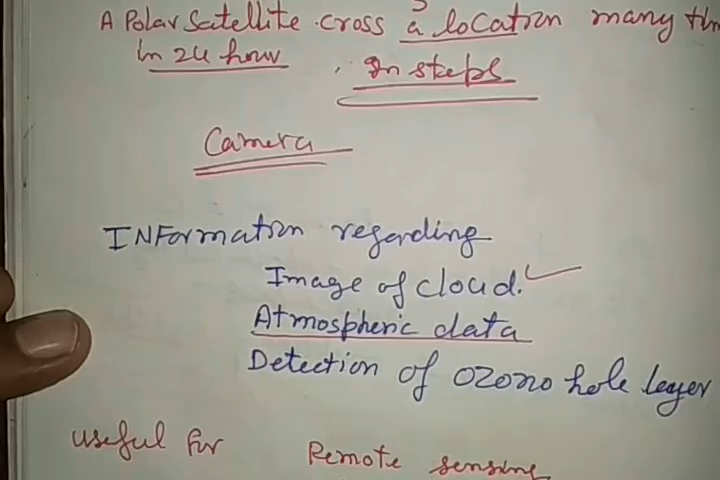 A Polar Satellite cross a location many
in 24 hour . In steps
Camera
INFormation regarding
Image of cloud.
Atmospheric data
Detection of ozono hole layer
useful for Remote sensing